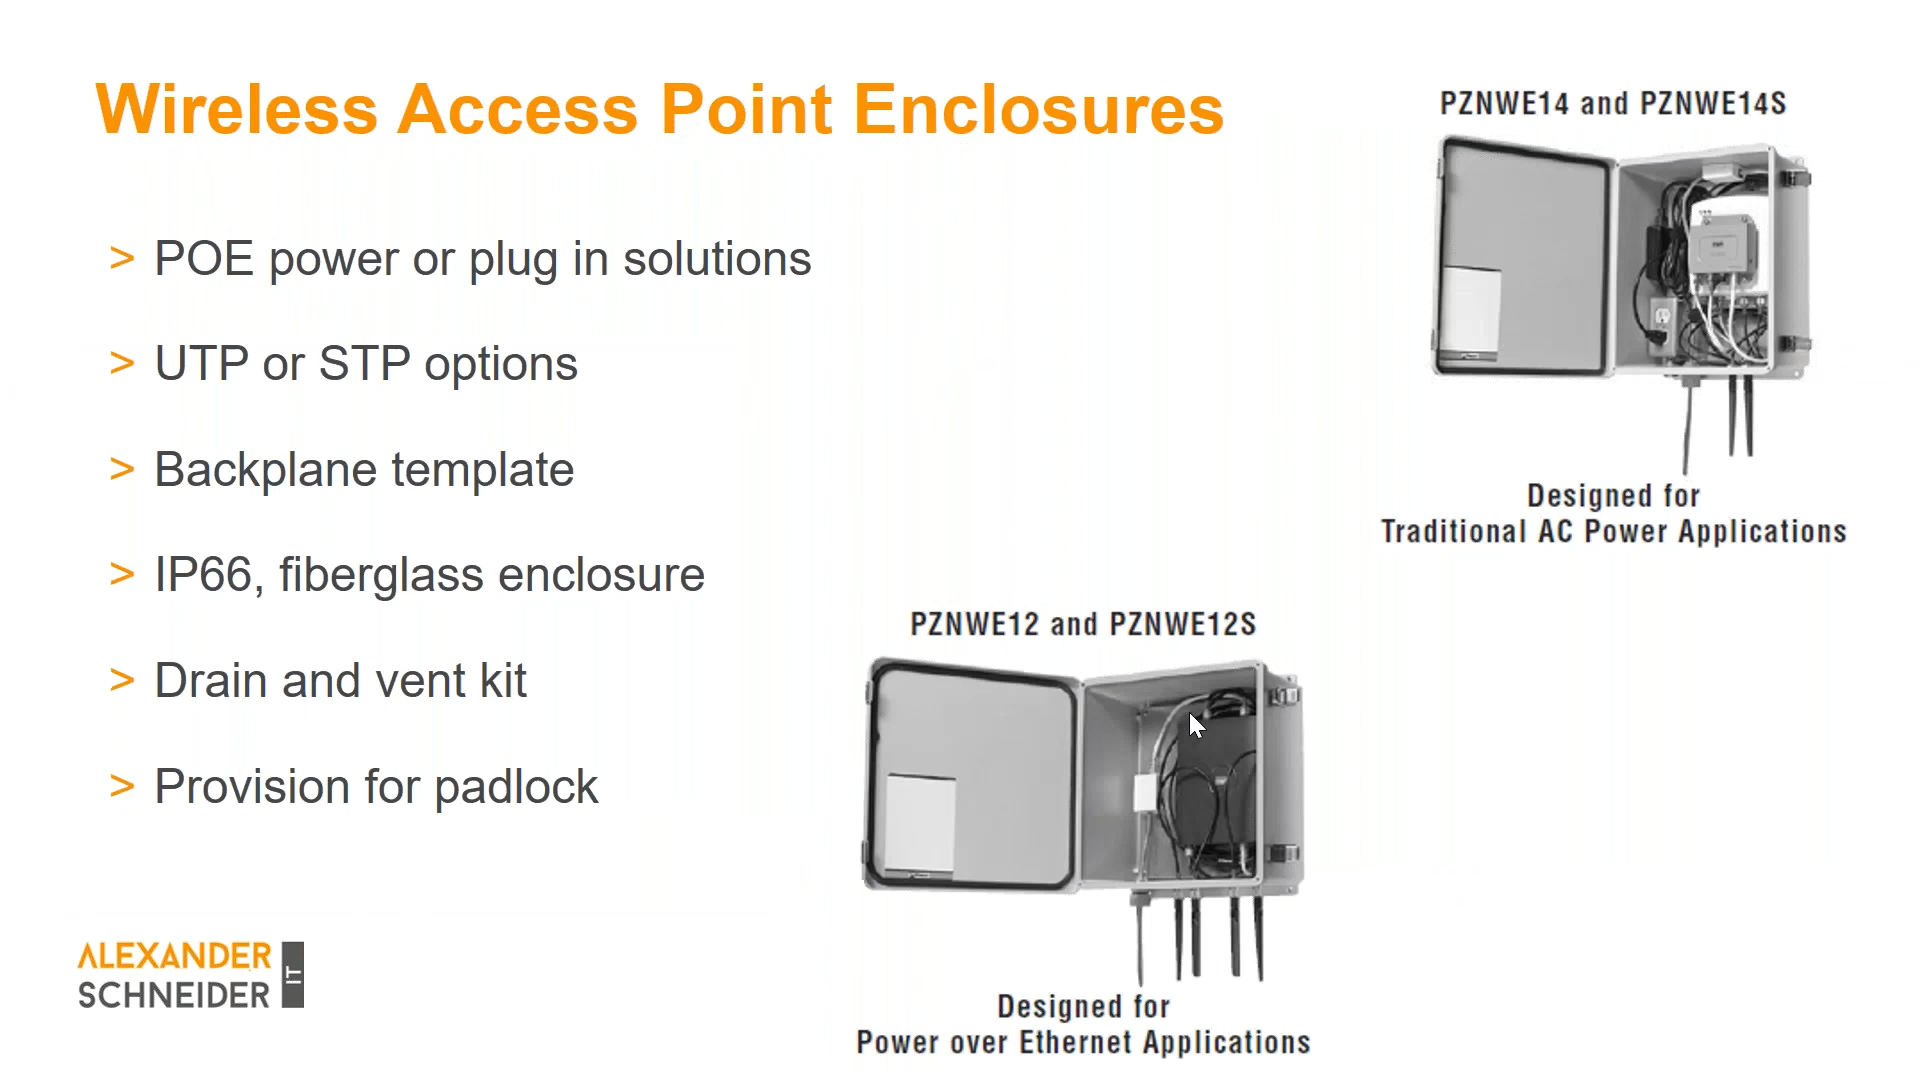 Wireless Access Point Enclosures
> POE power or plug in solutions
> UTP or STP options
> Backplane template
> IP66, fiberglass enclosure
> Drain and vent kit
> Provision for padlock
PZNWE14 and PZNWE14S
Designed for
Traditional AC Power Applications
PZNWE12 and PZNWE12S
Designed for
Power over Ethernet Applications
ALEXANDER
SCHNEIDER
IT